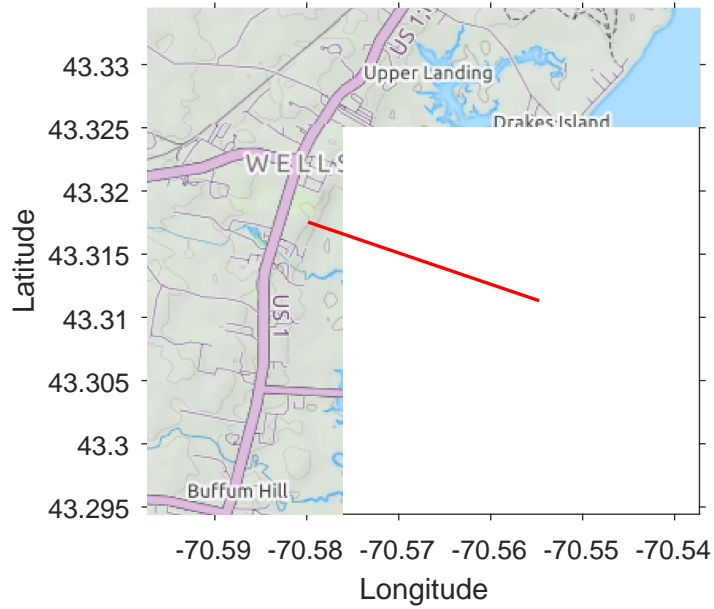 US 1;
43.33
Upper Landing
43.325
Drakes Island
WELLS
43.32
Latitude
43.315
43.31
US 1
43.305
43.3
Buffum Hill
43.295
-70.59 -70.58 -70.57 -70.56 -70.55 -70.54
Longitude